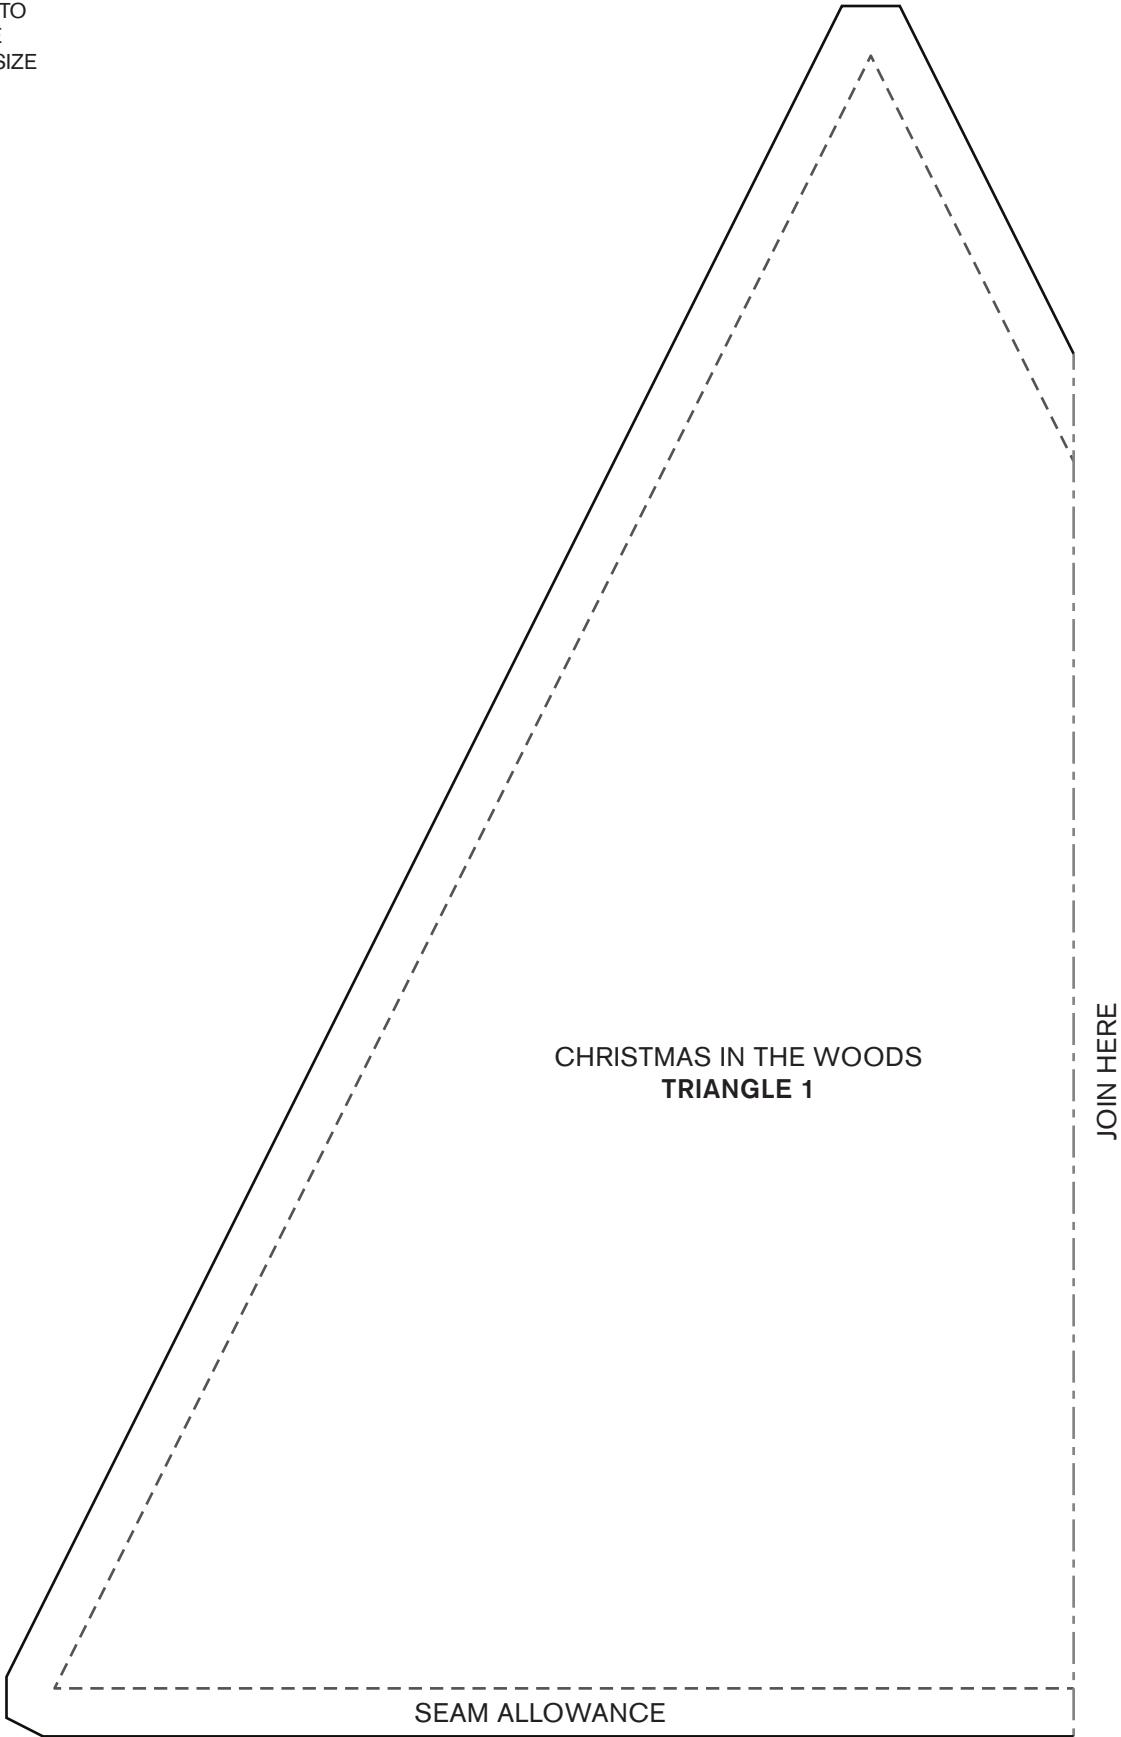 TO
SIZE
CHRISTMAS IN THE WOODS
TRIANGLE 1
JOIN HERE
SEAM ALLOWANCE